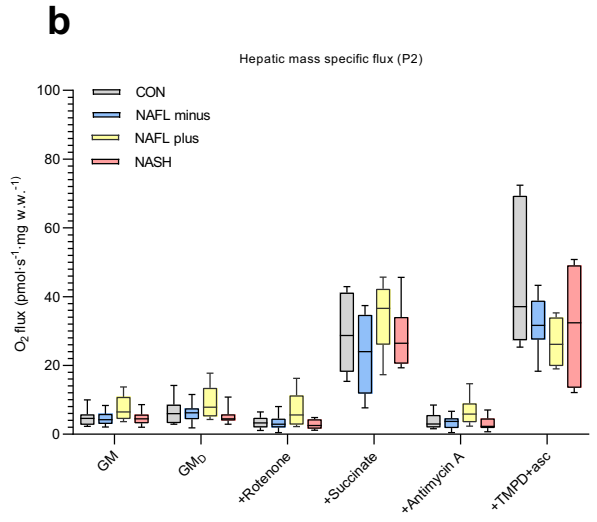 b
Hepatic mass specific flux (P2)
CON
NAFL minus
NAFL plus
NASH
O₂ flux (pmol·s⁻¹·mg w.w.⁻¹)
100
80
60
40
20
0
GM
GM_D
+Rotenone
+Succinate
+Antimycin A
+TMPD+asc